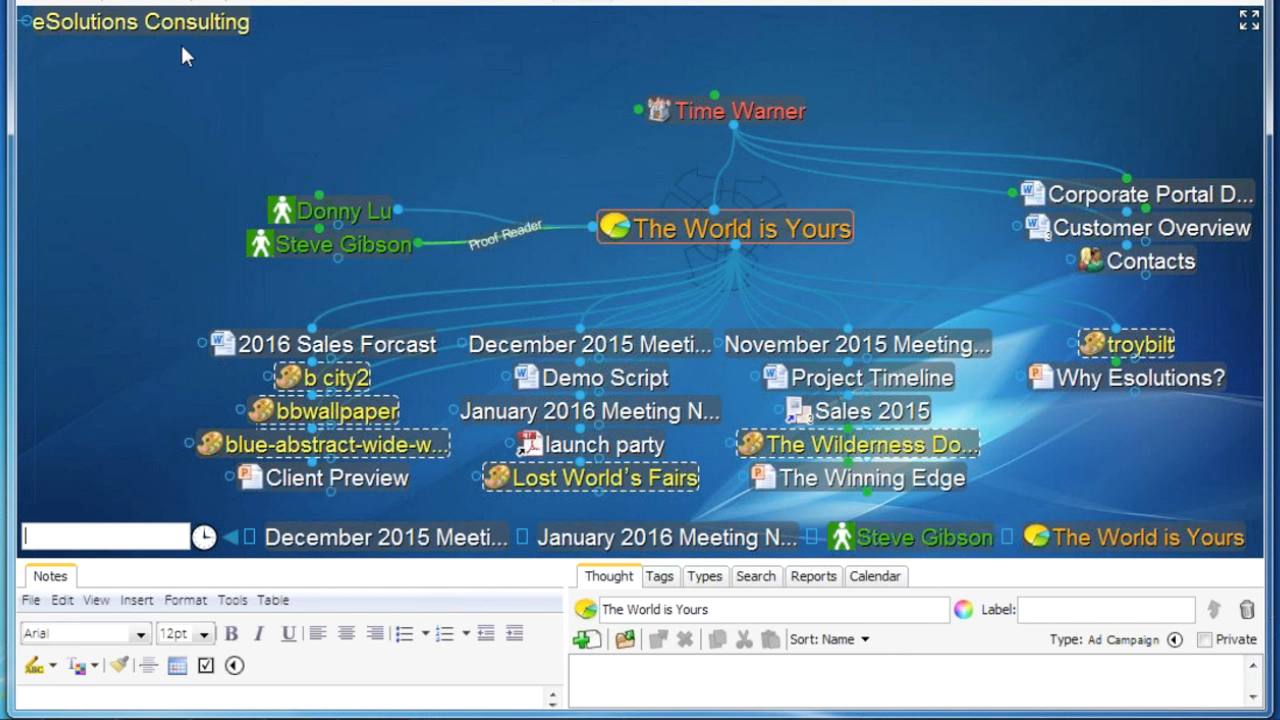 eSolutions Consulting
Time Warner
Corporate Portal D...
Customer Overview
Contacts
Donny Lu
Steve Gibson
Proof Reader
The World is Yours
2016 Sales Forcast
b city2
bbwallpaper
blue-abstract-wide-w...
Client Preview
December 2015 Meeti...
Demo Script
January 2016 Meeting N...
launch party
Lost World's Fairs
November 2015 Meeting...
Project Timeline
Sales 2015
The Wilderness Do...
The Winning Edge
troybilt
Why Esolutions?
December 2015 Meeti... January 2016 Meeting N... Steve Gibson The World is Yours
Notes
File Edit View Insert Format Tools Table
Arial 12pt B I U
ABC T
Thought Tags Types Search Reports Calendar
The World is Yours Label:
Sort: Name Type: Ad Campaign Private